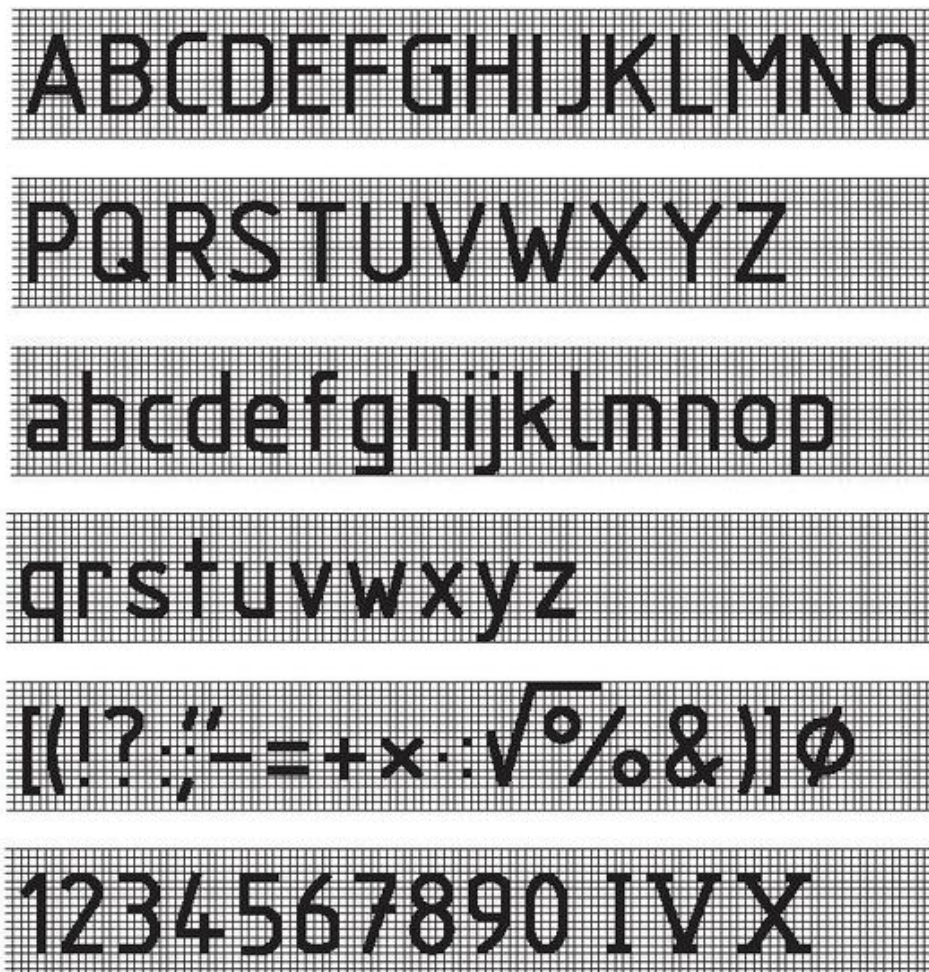 ABCDEFGHIJKLMNO
PQRSTUVWXYZ
abcdefghijklmnop
qrstuvwxyz
[(!?:;"-=+×·:√%&)]Ø
1234567890 IVX